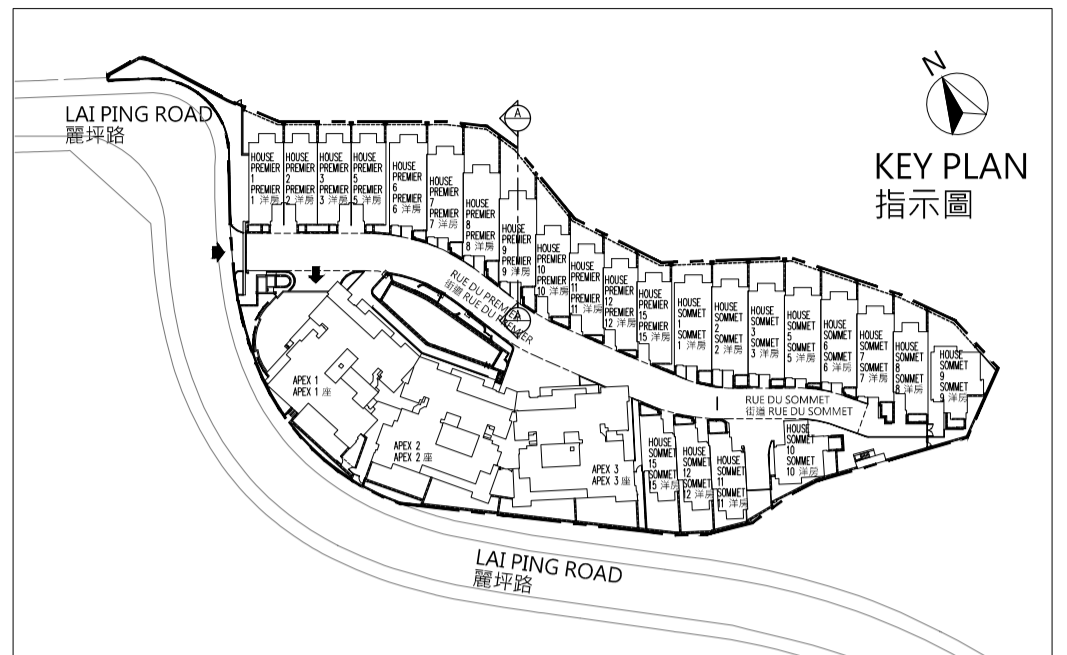 LAI PING ROAD
麗坪路
N
KEY PLAN
指示圖
A
HOUSE
PREMIER
1
PREMIER
1 洋房
HOUSE
PREMIER
2
PREMIER
2 洋房
HOUSE
PREMIER
3
PREMIER
3 洋房
HOUSE
PREMIER
5
PREMIER
5 洋房
HOUSE
PREMIER
6
PREMIER
6 洋房
HOUSE
PREMIER
7
PREMIER
7 洋房
HOUSE
PREMIER
8
PREMIER
8 洋房
HOUSE
PREMIER
9
PREMIER
9 洋房
HOUSE
PREMIER
10
PREMIER
10 洋房
HOUSE
PREMIER
11
PREMIER
11 洋房
HOUSE
PREMIER
12
PREMIER
12 洋房
HOUSE
PREMIER
15
PREMIER
15 洋房
HOUSE
SOMMET
1
SOMMET
1 洋房
HOUSE
SOMMET
2
SOMMET
2 洋房
HOUSE
SOMMET
3
SOMMET
3 洋房
HOUSE
SOMMET
5
SOMMET
5 洋房
HOUSE
SOMMET
6
SOMMET
6 洋房
HOUSE
SOMMET
7
SOMMET
7 洋房
HOUSE
SOMMET
8
SOMMET
8 洋房
HOUSE
SOMMET
9
SOMMET
9 洋房
RUE DU PREMIER
街道 RUE DU PREMIER
A
RUE DU SOMMET
街道 RUE DU SOMMET
APEX 1
APEX 1 座
APEX 2
APEX 2 座
APEX 3
APEX 3 座
HOUSE
SOMMET
15
SOMMET
15 洋房
HOUSE
SOMMET
12
SOMMET
12 洋房
HOUSE
SOMMET
11
SOMMET
11 洋房
HOUSE
SOMMET
10
SOMMET
10 洋房
LAI PING ROAD
麗坪路